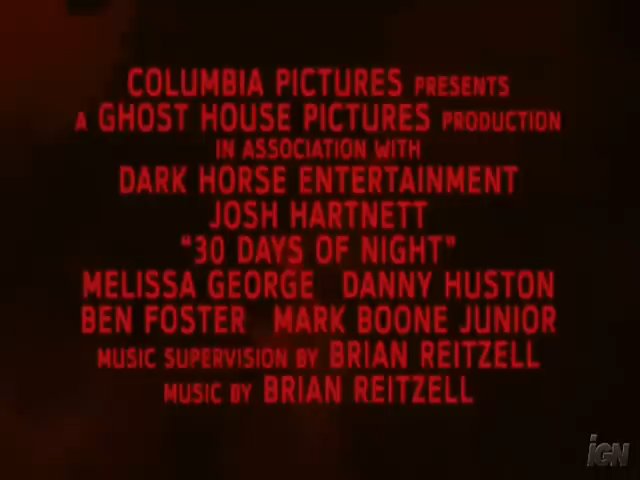 COLUMBIA PICTURES PRESENTS
A GHOST HOUSE PICTURES PRODUCTION
IN ASSOCIATION WITH
DARK HORSE ENTERTAINMENT
JOSH HARTNETT
"30 DAYS OF NIGHT"
MELISSA GEORGE DANNY HUSTON
BEN FOSTER MARK BOONE JUNIOR
MUSIC SUPERVISION BY BRIAN REITZELL
MUSIC BY BRIAN REITZELL
IGN